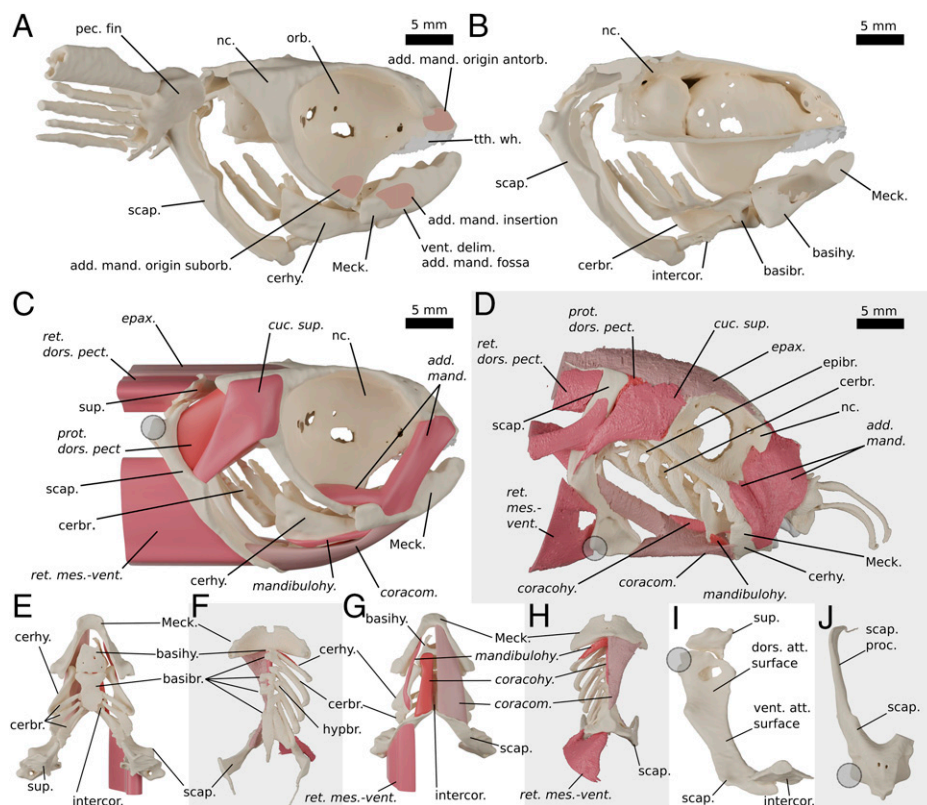 A
pec. fin
nc.
orb.
5 mm
add. mand. origin antorb.
tth. wh.
scap.
add. mand. insertion
vent. delim.
add. mand. fossa
add. mand. origin suborb.
cerhy.
Meck.
B
nc.
5 mm
scap.
Meck.
cerbr.
intercor.
basibr.
basihy.
C
epax.
ret.
dors. pect.
cuc. sup.
nc.
5 mm
add.
mand.
sup.
prot.
dors. pect
scap.
cerbr.
ret. mes.-vent.
cerhy.
mandibulohy.
coracom.
Meck.
D
prot.
dors. pect.
ret.
dors. pect.
cuc. sup.
epax.
5 mm
epibr.
cerbr.
nc.
scap.
add.
mand.
ret.
mes.-
vent.
Meck.
cerhy.
coracohy.
coracom.
mandibulohy.
E
cerhy.
Meck.
basihy.
basibr.
cerbr.
sup.
intercor.
F
cerhy.
cerbr.
hypbr.
scap.
G
basihy.
Meck.
mandibulohy.
coracohy.
coracom.
scap.
ret. mes.-vent.
intercor.
H
scap.
ret. mes.-vent.
I
sup.
dors. att.
surface
vent. att.
surface
scap.
intercor.
J
scap.
proc.
scap.